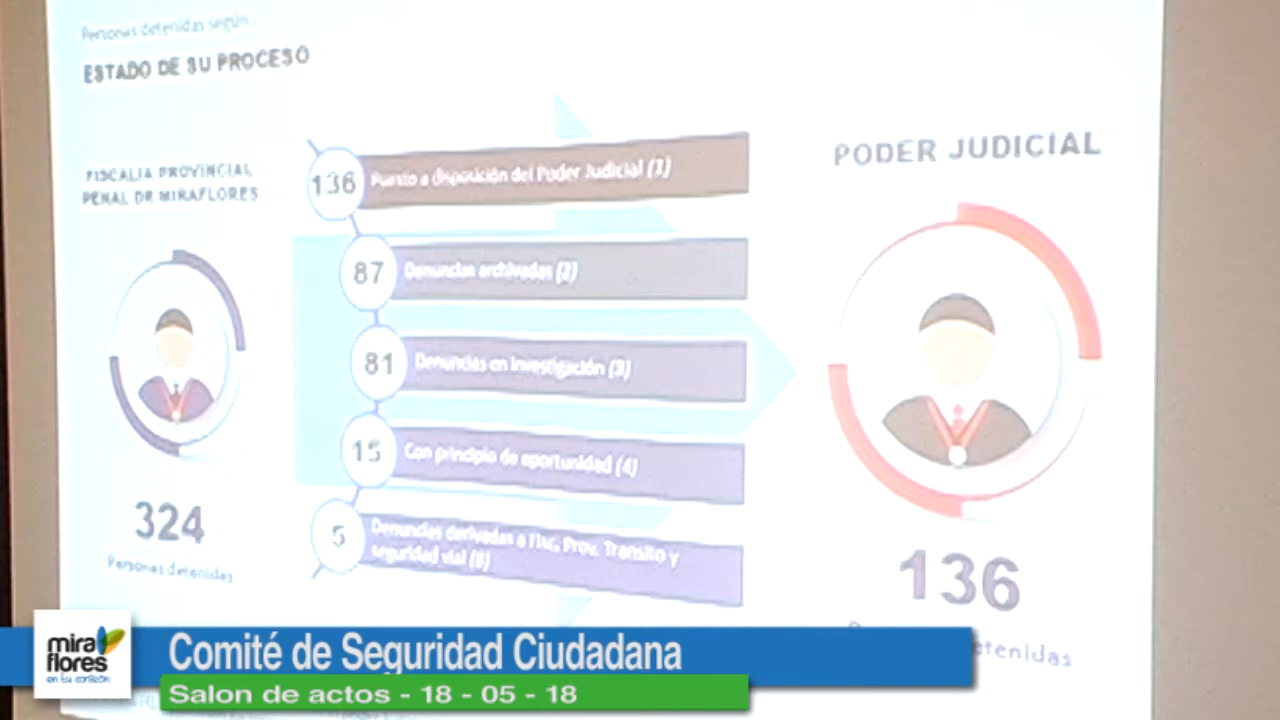 Personas detenidas según:
ESTADO DE SU PROCESO
FISCALIA PROVINCIAL
PENAL DE MIRAFLORES
324
Personas detenidas
136
Puesto a disposición del Poder Judicial (1)
87
Denuncias archivadas (2)
81
Denuncias en investigación (3)
15
Con principio de oportunidad (4)
5
Denuncias derivadas a Fisc. Prov. Transito y
seguridad vial (5)
PODER JUDICIAL
136
etenidas
mira
flores
en tu corazón
Comité de Seguridad Ciudadana
Salon de actos - 18 - 05 - 18